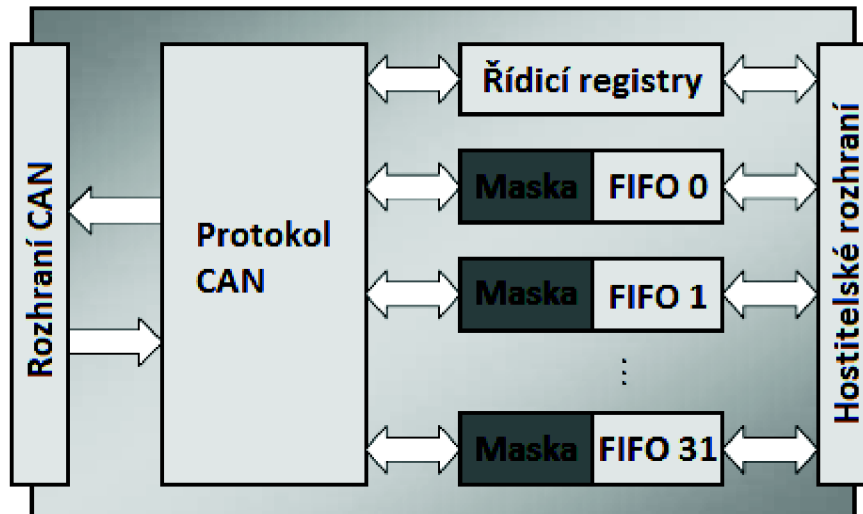 Rozhraní CAN
Protokol
CAN
Řídicí registry
Maska FIFO 0
Maska FIFO 1
⋮
Maska FIFO 31
Hostitelské rozhraní